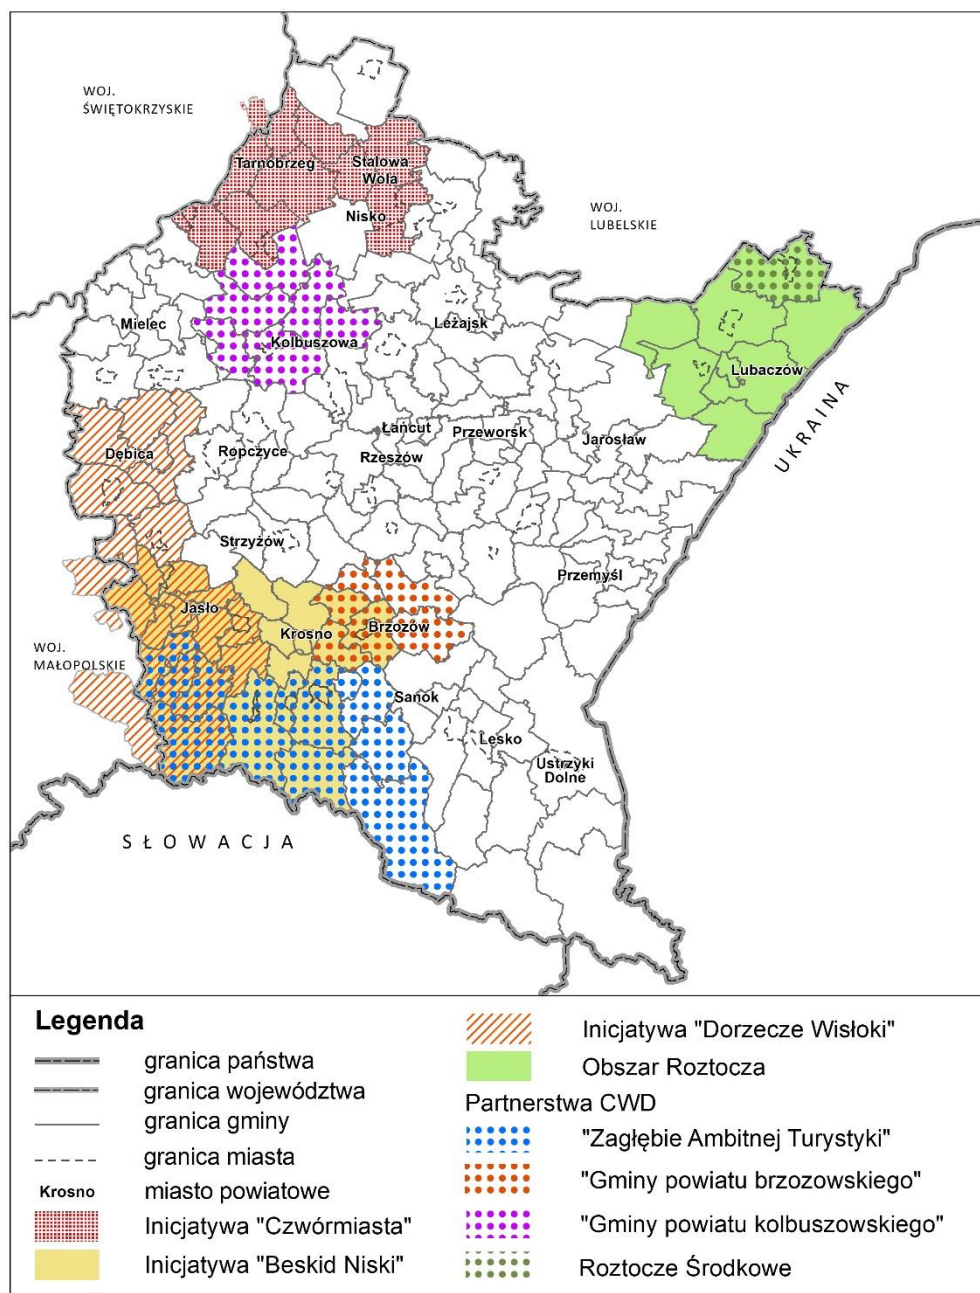 WOJ.
ŚWIĘTOKRZYSKIE
Tarnobrzeg
Stalowa
Wola
Nisko
WOJ.
LUBELSKIE
Mielec
Leżajsk
Kolbuszowa
Lubaczów
UKRAINA
Dębica
Ropczyce
Łańcut
Przeworsk
Jarosław
Rzeszów
Strzyżów
Przemyśl
Jasło
Krosno
Brzozów
WOJ.
MAŁOPOLSKIE
Sanok
Lesko
Ustrzyki
Dolne
SŁOWACJA
Legenda
granica państwa
granica województwa
granica gminy
granica miasta
Krosno miasto powiatowe
Inicjatywa "Czwórmiasta"
Inicjatywa "Beskid Niski"
Inicjatywa "Dorzecze Wisłoki"
Obszar Roztocza
Partnerstwa CWD
"Zagłębie Ambitnej Turystyki"
"Gminy powiatu brzozowskiego"
"Gminy powiatu kolbuszowskiego"
Roztocze Środkowe